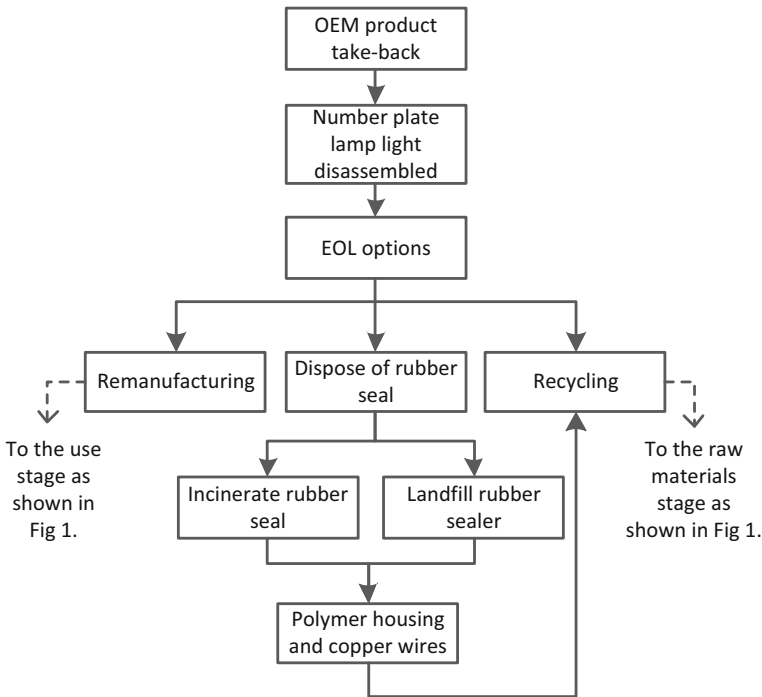 OEM product
take-back
Number plate
lamp light
disassembled
EOL options
Remanufacturing
Dispose of rubber
seal
Recycling
To the use
stage as
shown in
Fig 1.
Incinerate rubber
seal
Landfill rubber
sealer
To the raw
materials
stage as
shown in Fig 1.
Polymer housing
and copper wires